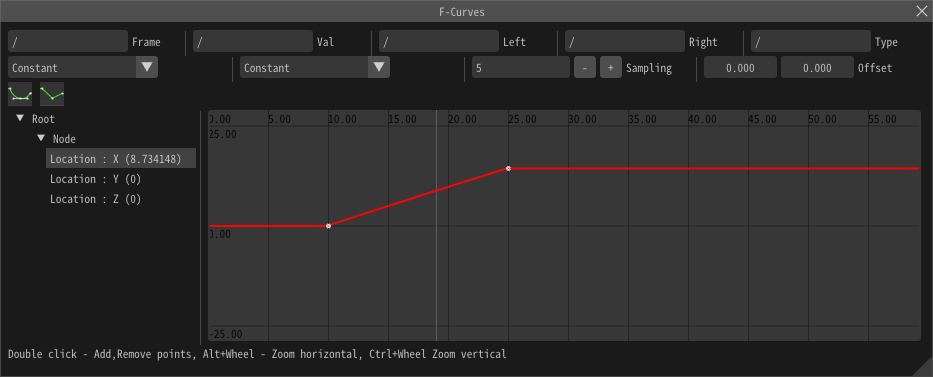 F-Curves
/ Frame / Val / Left / Right / Type
Constant Constant 5 - + Sampling 0.000 0.000 Offset
Root
Node
Location : X (8.734148)
Location : Y (0)
Location : Z (0)
0.00 5.00 10.00 15.00 20.00 25.00 30.00 35.00 40.00 45.00 50.00 55.00
25.00
0.00
-25.00
Double click - Add,Remove points, Alt+Wheel - Zoom horizontal, Ctrl+Wheel Zoom vertical